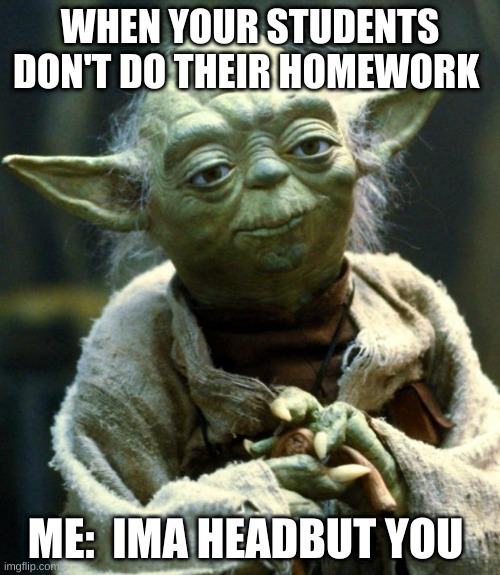 WHEN YOUR STUDENTS
DON'T DO THEIR HOMEWORK
ME:  IMA HEADBUT YOU
imgflip.com